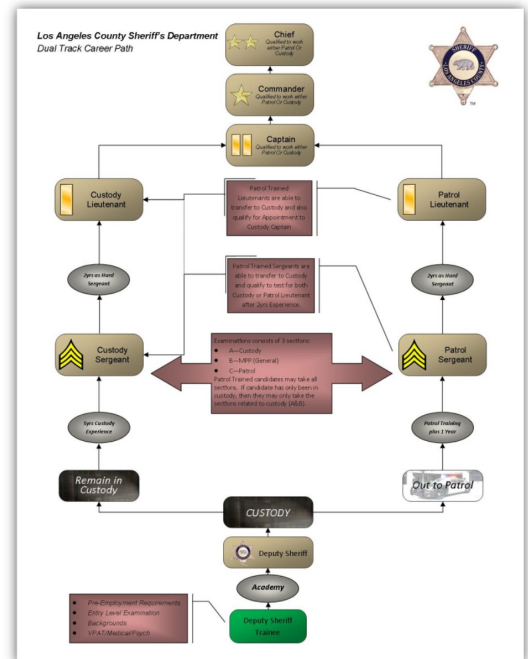 Los Angeles County Sheriff's Department
Dual Track Career Path
Chief
Qualified to work either
Patrol Or Custody
SHERIFF
LOS ANGELES COUNTY
TM
Commander
Qualified to work either
Patrol Or Custody
Captain
Qualified to work either
Patrol Or Custody
Custody
Lieutenant
Patrol Trained
Lieutenants are able to
transfer to Custody and also
qualify for Appointment to
Custody Captain
Patrol
Lieutenant
2yrs as Hard
Sergeant
Patrol Trained Sergeants are
able to transfer to Custody
and qualify to test for both
Custody or Patrol Lieutenant
after 2yrs Experience.
2yrs as Hard
Sergeant
Custody
Sergeant
Examinations consists of 3 sections:
● A—Custody
● B—MPF (General)
● C—Patrol
Patrol Trained candidates may take all
sections. If candidate has only been in
custody, then they may only take the
sections related to custody (A&B)
Patrol
Sergeant
5yrs Custody
Experience
Patrol Training
plus 1 Year
Remain in
Custody
CUSTODY
Out to Patrol
Deputy Sheriff
Academy
● Pre-Employment Requirements
● Entry Level Examination
● Backgrounds
● VPAT/Medical/Psych
Deputy Sheriff
Trainee